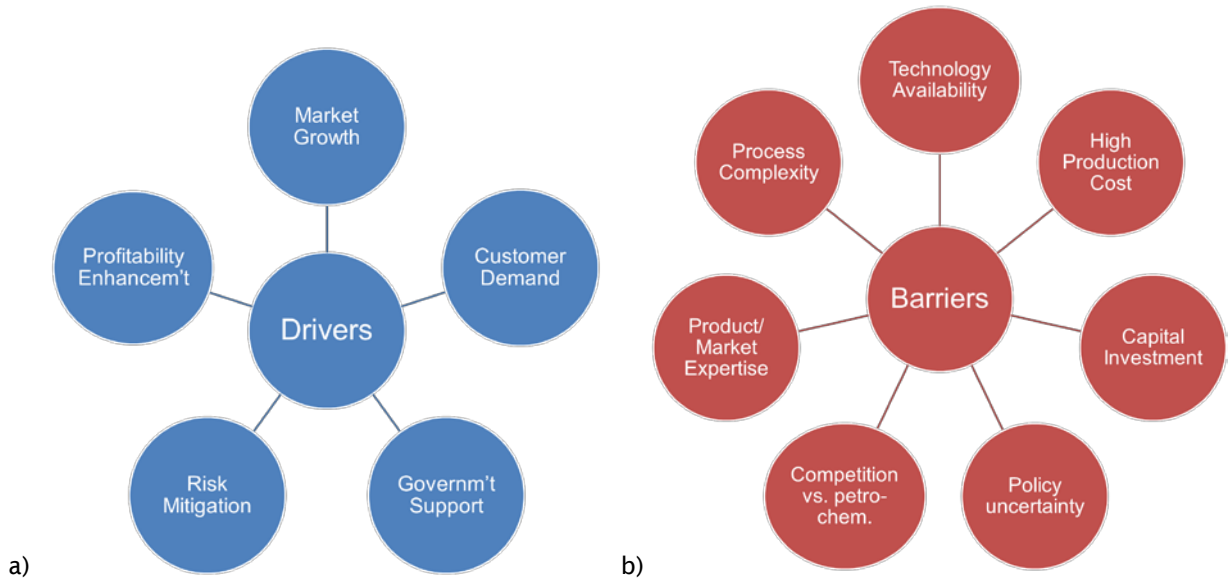 Market
Growth
Customer
Demand
Governm't
Support
Risk
Mitigation
Profitability
Enhancem't
Drivers
a)
Technology
Availability
High
Production
Cost
Capital
Investment
Policy
uncertainty
Competition
vs. petro-
chem.
Product/
Market
Expertise
Process
Complexity
Barriers
b)